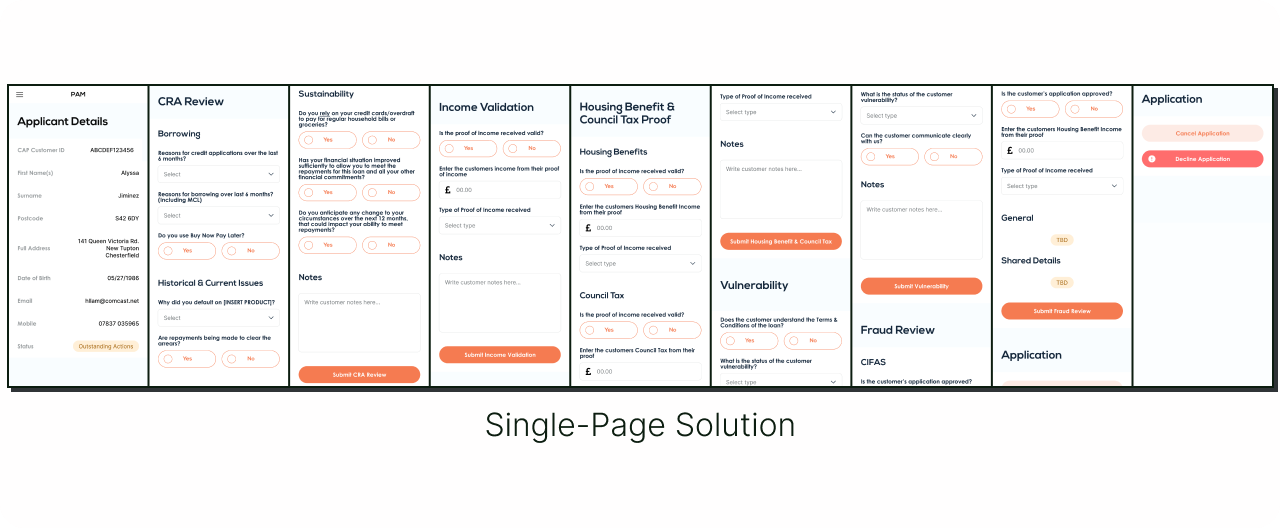 PAM
Applicant Details
CAP Customer ID ABCDEF123456
First Name(s) Alyssa
Surname Jiminez
Postcode S42 6DY
Full Address 141 Queen Victoria Rd.
New Tupton
Chesterfield
Date of Birth 05/27/1986
Email hllam@comcast.net
Mobile 07837 035965
Status Outstanding Actions
CRA Review
Borrowing
Reasons for credit applications over the last
6 months?
Select
Reasons for borrowing over last 6 months?
(Including MCL)
Select
Do you use Buy Now Pay Later?
Yes No
Historical & Current Issues
Why did you default on [INSERT PRODUCT]?
Select
Are repayments being made to clear the
arrears?
Yes No
Sustainability
Do you rely on your credit cards/overdraft
to pay for regular household bills or
groceries?
Yes No
Has your financial situation improved
sufficiently to allow you to meet the
repayments for this loan and all your other
financial commitments?
Yes No
Do you anticipate any change to your
circumstances over the next 12 months,
that could impact your ability to meet
repayments?
Yes No
Notes
Write customer notes here...
Submit CRA Review
Income Validation
Is the proof of income received valid?
Yes No
Enter the customers income from their proof
of income
£ 00.00
Type of Proof of Income received
Select type
Notes
Write customer notes here...
Submit Income Validation
Housing Benefit &
Council Tax Proof
Housing Benefits
Is the proof of income received valid?
Yes No
Enter the customers Housing Benefit Income
from their proof
£ 00.00
Type of Proof of Income received
Select type
Council Tax
Is the proof of income received valid?
Yes No
Enter the customers Council Tax from their
proof
£ 00.00
Type of Proof of Income received
Select type
Notes
Write customer notes here...
Submit Housing Benefit & Council Tax
Vulnerability
Does the customer understand the Terms &
Conditions of the loan?
Yes No
What is the status of the customer
vulnerability?
Select type
What is the status of the customer
vulnerability?
Select type
Can the customer communicate clearly
with us?
Yes No
Notes
Write customer notes here...
Submit Vulnerability
Fraud Review
CIFAS
Is the customer's application approved?
Is the customer's application approved?
Yes No
Enter the customers Housing Benefit Income
from their proof
£ 00.00
Type of Proof of Income received
Select type
General
TBD
Shared Details
TBD
Submit Fraud Review
Application
Application
Cancel Application
Decline Application
Single-Page Solution